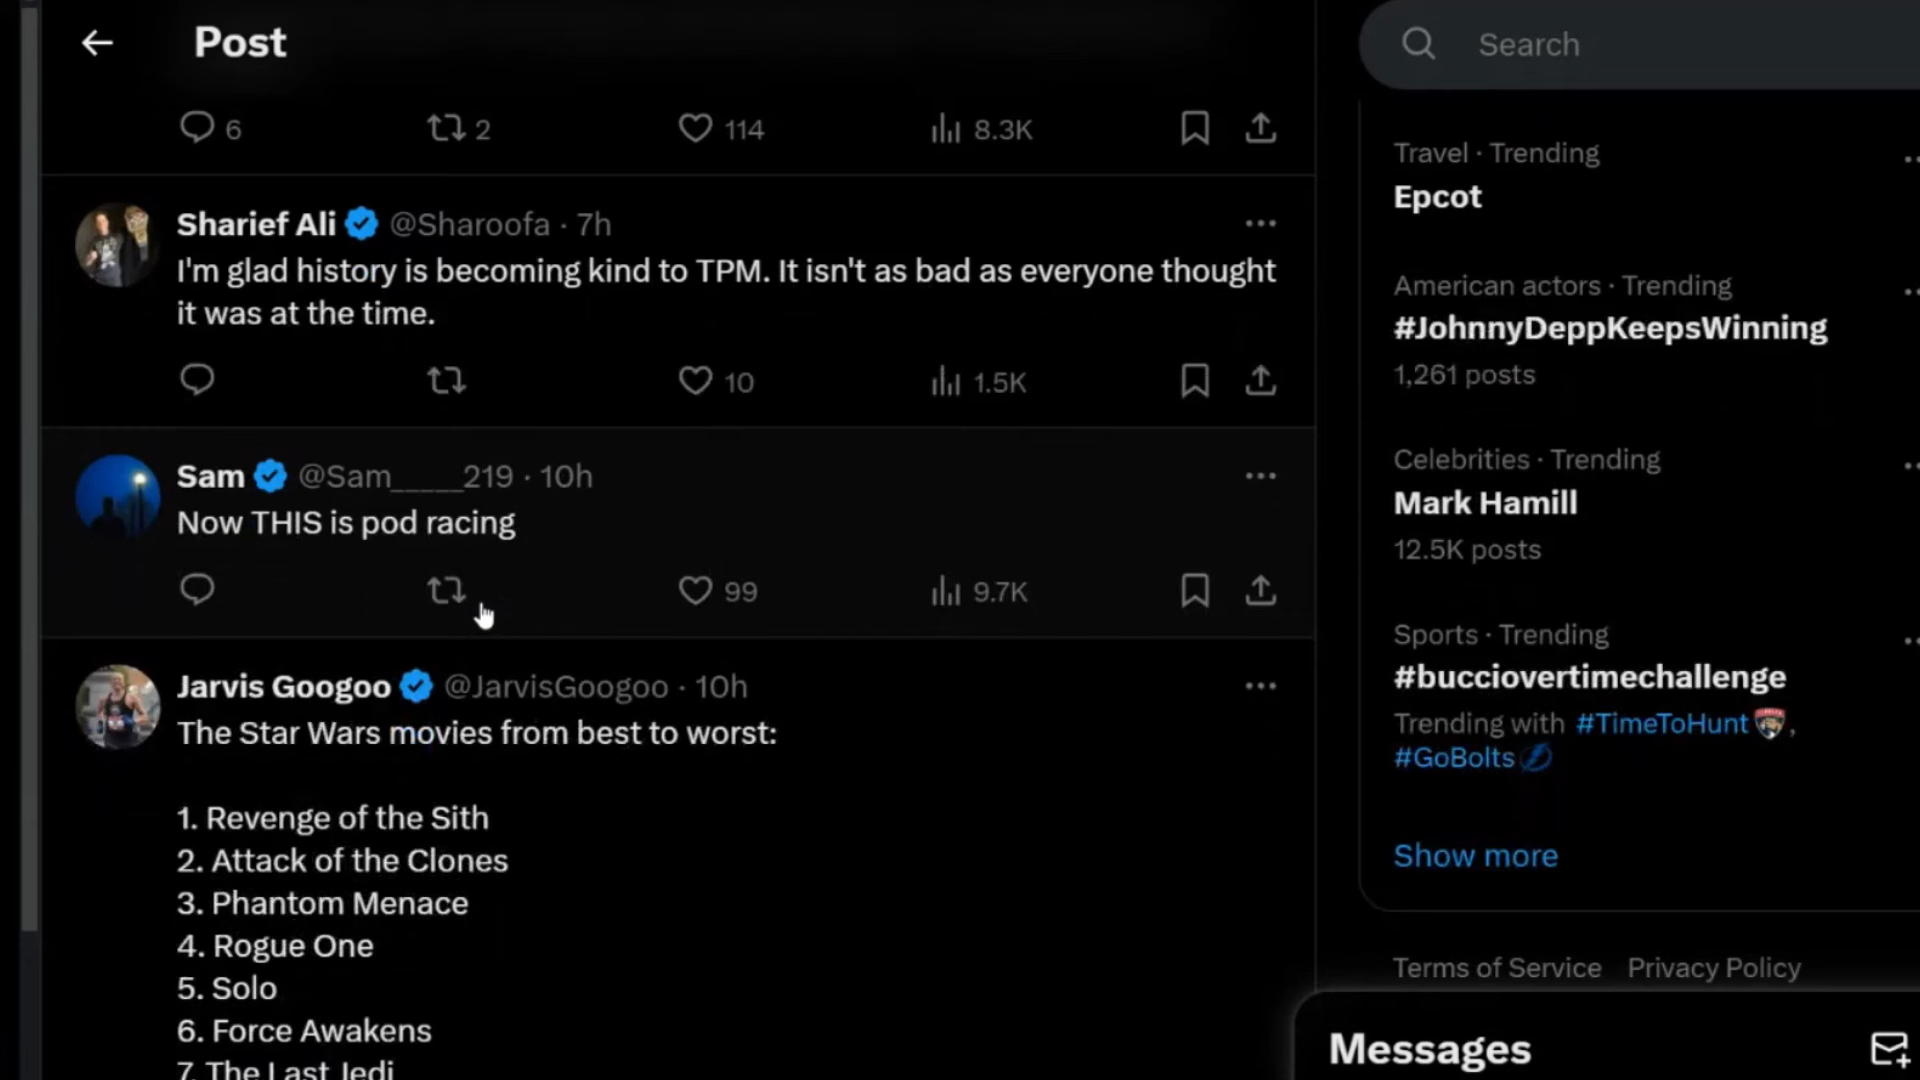 Post
Search
6 2 114 8.3K
Sharief Ali @Sharoofa · 7h
I'm glad history is becoming kind to TPM. It isn't as bad as everyone thought
it was at the time.
10 1.5K
Sam @Sam_____219 · 10h
Now THIS is pod racing
99 9.7K
Jarvis Googoo @JarvisGoogoo · 10h
The Star Wars movies from best to worst:
1. Revenge of the Sith
2. Attack of the Clones
3. Phantom Menace
4. Rogue One
5. Solo
6. Force Awakens
7. The Last Jedi
Travel · Trending
Epcot
American actors · Trending
#JohnnyDeppKeepsWinning
1,261 posts
Celebrities · Trending
Mark Hamill
12.5K posts
Sports · Trending
#bucciovertimechallenge
Trending with #TimeToHunt,
#GoBolts
Show more
Terms of Service Privacy Policy
Messages